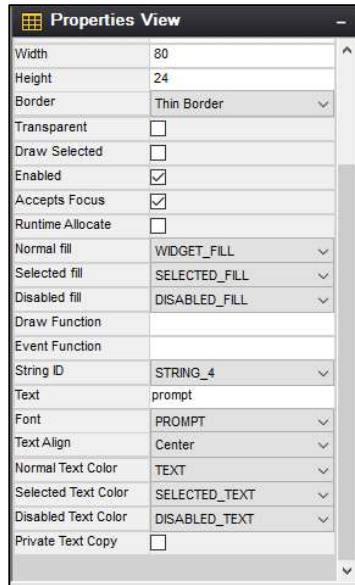 Properties View
Width 80
Height 24
Border Thin Border
Transparent
Draw Selected
Enabled
Accepts Focus
Runtime Allocate
Normal fill WIDGET_FILL
Selected fill SELECTED_FILL
Disabled fill DISABLED_FILL
Draw Function
Event Function
String ID STRING_4
Text prompt
Font PROMPT
Text Align Center
Normal Text Color TEXT
Selected Text Color SELECTED_TEXT
Disabled Text Color DISABLED_TEXT
Private Text Copy